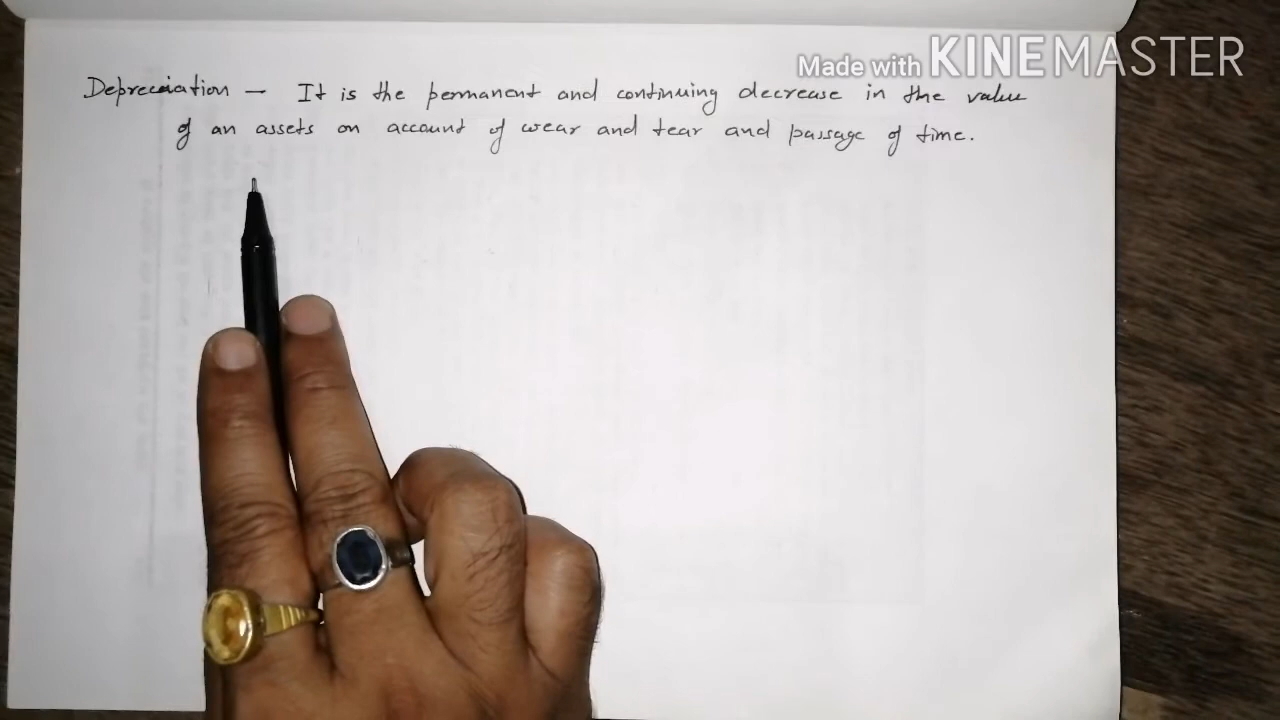 Made with KINEMASTER
Depreciation — It is the permanent and continuing decrease in the value
of an assets on account of wear and tear and passage of time.